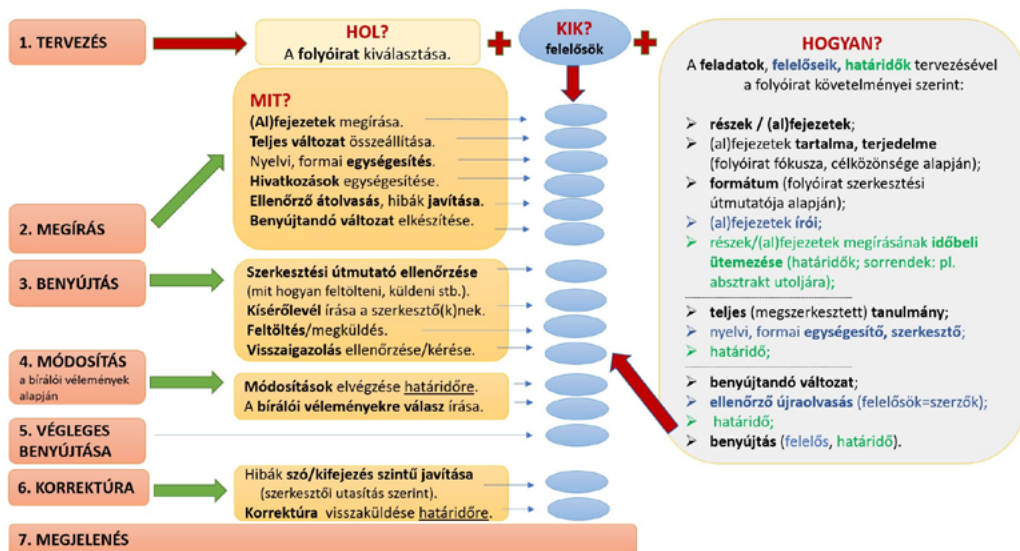 1. TERVEZÉS
HOL?
A folyóirat kiválasztása.
KIK?
felelősök
HOGYAN?
A feladatok, felelőseik, határidők tervezésével
a folyóirat követelményei szerint:
részek / (al)fejezetek;
(al)fejezetek tartalma, terjedelme
(folyóirat fókusza, célközönsége alapján);
formátum (folyóirat szerkesztési
útmutatója alapján);
(al)fejezetek írói;
részek/(al)fejezetek megírásának időbeli
ütemezése (határidők; sorrendek: pl.
absztrakt utoljára);
teljes (megszerkesztett) tanulmány;
nyelvi, formai egységesítő, szerkesztő;
határidő;
benyújtandó változat;
ellenőrző újraolvasás (felelősök=szerzők);
határidő;
benyújtás (felelős, határidő).
2. MEGÍRÁS
MIT?
(Al)fejezetek megírása.
Teljes változat összeállítása.
Nyelvi, formai egységesítés.
Hivatkozások egységesítése.
Ellenőrző átolvasás, hibák javítása.
Benyújtandó változat elkészítése.
3. BENYÚJTÁS
Szerkesztési útmutató ellenőrzése
(mit hogyan feltölteni, küldeni stb.).
Kísérőlevél írása a szerkesztő(k)nek.
Feltöltés/megküldés.
Visszaigazolás ellenőrzése/kérése.
4. MÓDOSÍTÁS
a bírálói vélemények
alapján
Módosítások elvégzése határidőre.
A bírálói véleményekre válasz írása.
5. VÉGLEGES
BENYÚJTÁSA
6. KORREKTÚRA
Hibák szó/kifejezés szintű javítása
(szerkesztői utasítás szerint).
Korrektúra visszaküldése határidőre.
7. MEGJELENÉS